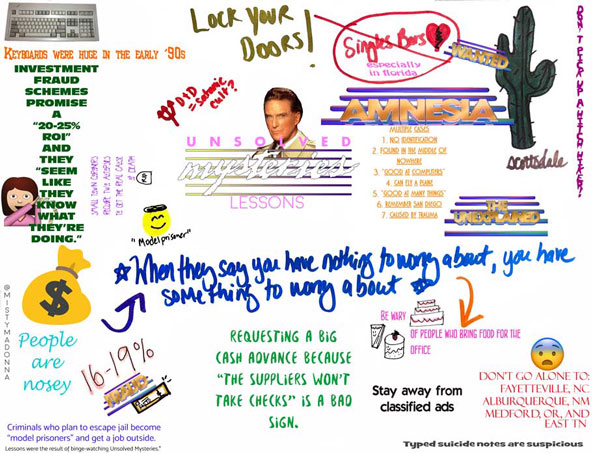 LOCK YOUR
DOORS!
Singles Bars
especially
in florida
WANTED
DON'T PICK UP A HITCH HIKER!
KEYBOARDS WERE HUGE IN THE EARLY '90S
INVESTMENT
FRAUD
SCHEMES
PROMISE
A
"20-25%
ROI"
AND
THEY
"SEEM
LIKE
THEY
KNOW
WHAT
THEY'RE
DOING."
D+D
= satanic
cult?
SMALL TOWN CORONERS
REQUIRE TWO AUTOPSIES
TO GET THE REAL CAUSE
OF DEATH
"Model prisoner"
UNSOLVED
mysteries
LESSONS
AMNESIA
MULTIPLE CASES
1. NO IDENTIFICATION
2. FOUND IN THE MIDDLE OF
NOWHERE
3. "GOOD AT COMPUTERS"
4. CAN FLY A PLANE
5. "GOOD AT MANY THINGS"
6. REMEMBER SAN DIEGO
7. CAUSED BY TRAUMA
scottsdale
THE
UNEXPLAINED
When they say you have nothing to worry about, you have
something to worry about
@MISTYMADONNA
$
People
are
nosey
16-19%
REQUESTING A BIG
CASH ADVANCE BECAUSE
"THE SUPPLIERS WON'T
TAKE CHECKS" IS A BAD
SIGN.
BE WARY
OF PEOPLE WHO BRING FOOD FOR THE
OFFICE
Stay away from
classified ads
DON'T GO ALONE TO:
FAYETTEVILLE, NC
ALBURQUERQUE, NM
MEDFORD, OR, AND
EAST TN
Criminals who plan to escape jail become
"model prisoners" and get a job outside.
Lessons were the result of binge-watching Unsolved Mysteries."
Typed suicide notes are suspicious